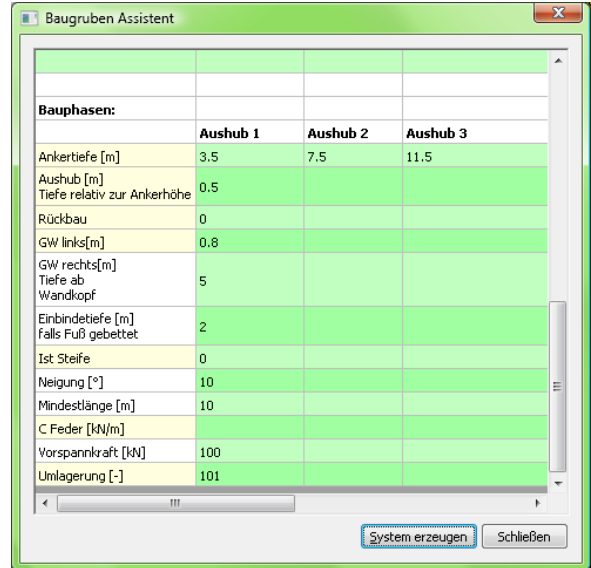 Baugruben Assistent
Bauphasen:
Aushub 1 Aushub 2 Aushub 3
Ankertiefe [m] 3.5 7.5 11.5
Aushub [m]
Tiefe relativ zur Ankerhöhe 0.5
Rückbau 0
GW links[m] 0.8
GW rechts[m]
Tiefe ab 5
Wandkopf
Einbindetiefe [m]
falls Fuß gebettet 2
Ist Steife 0
Neigung [°] 10
Mindestlänge [m] 10
C Feder [kN/m]
Vorspannkraft [kN] 100
Umlagerung [-] 101
System erzeugen Schließen